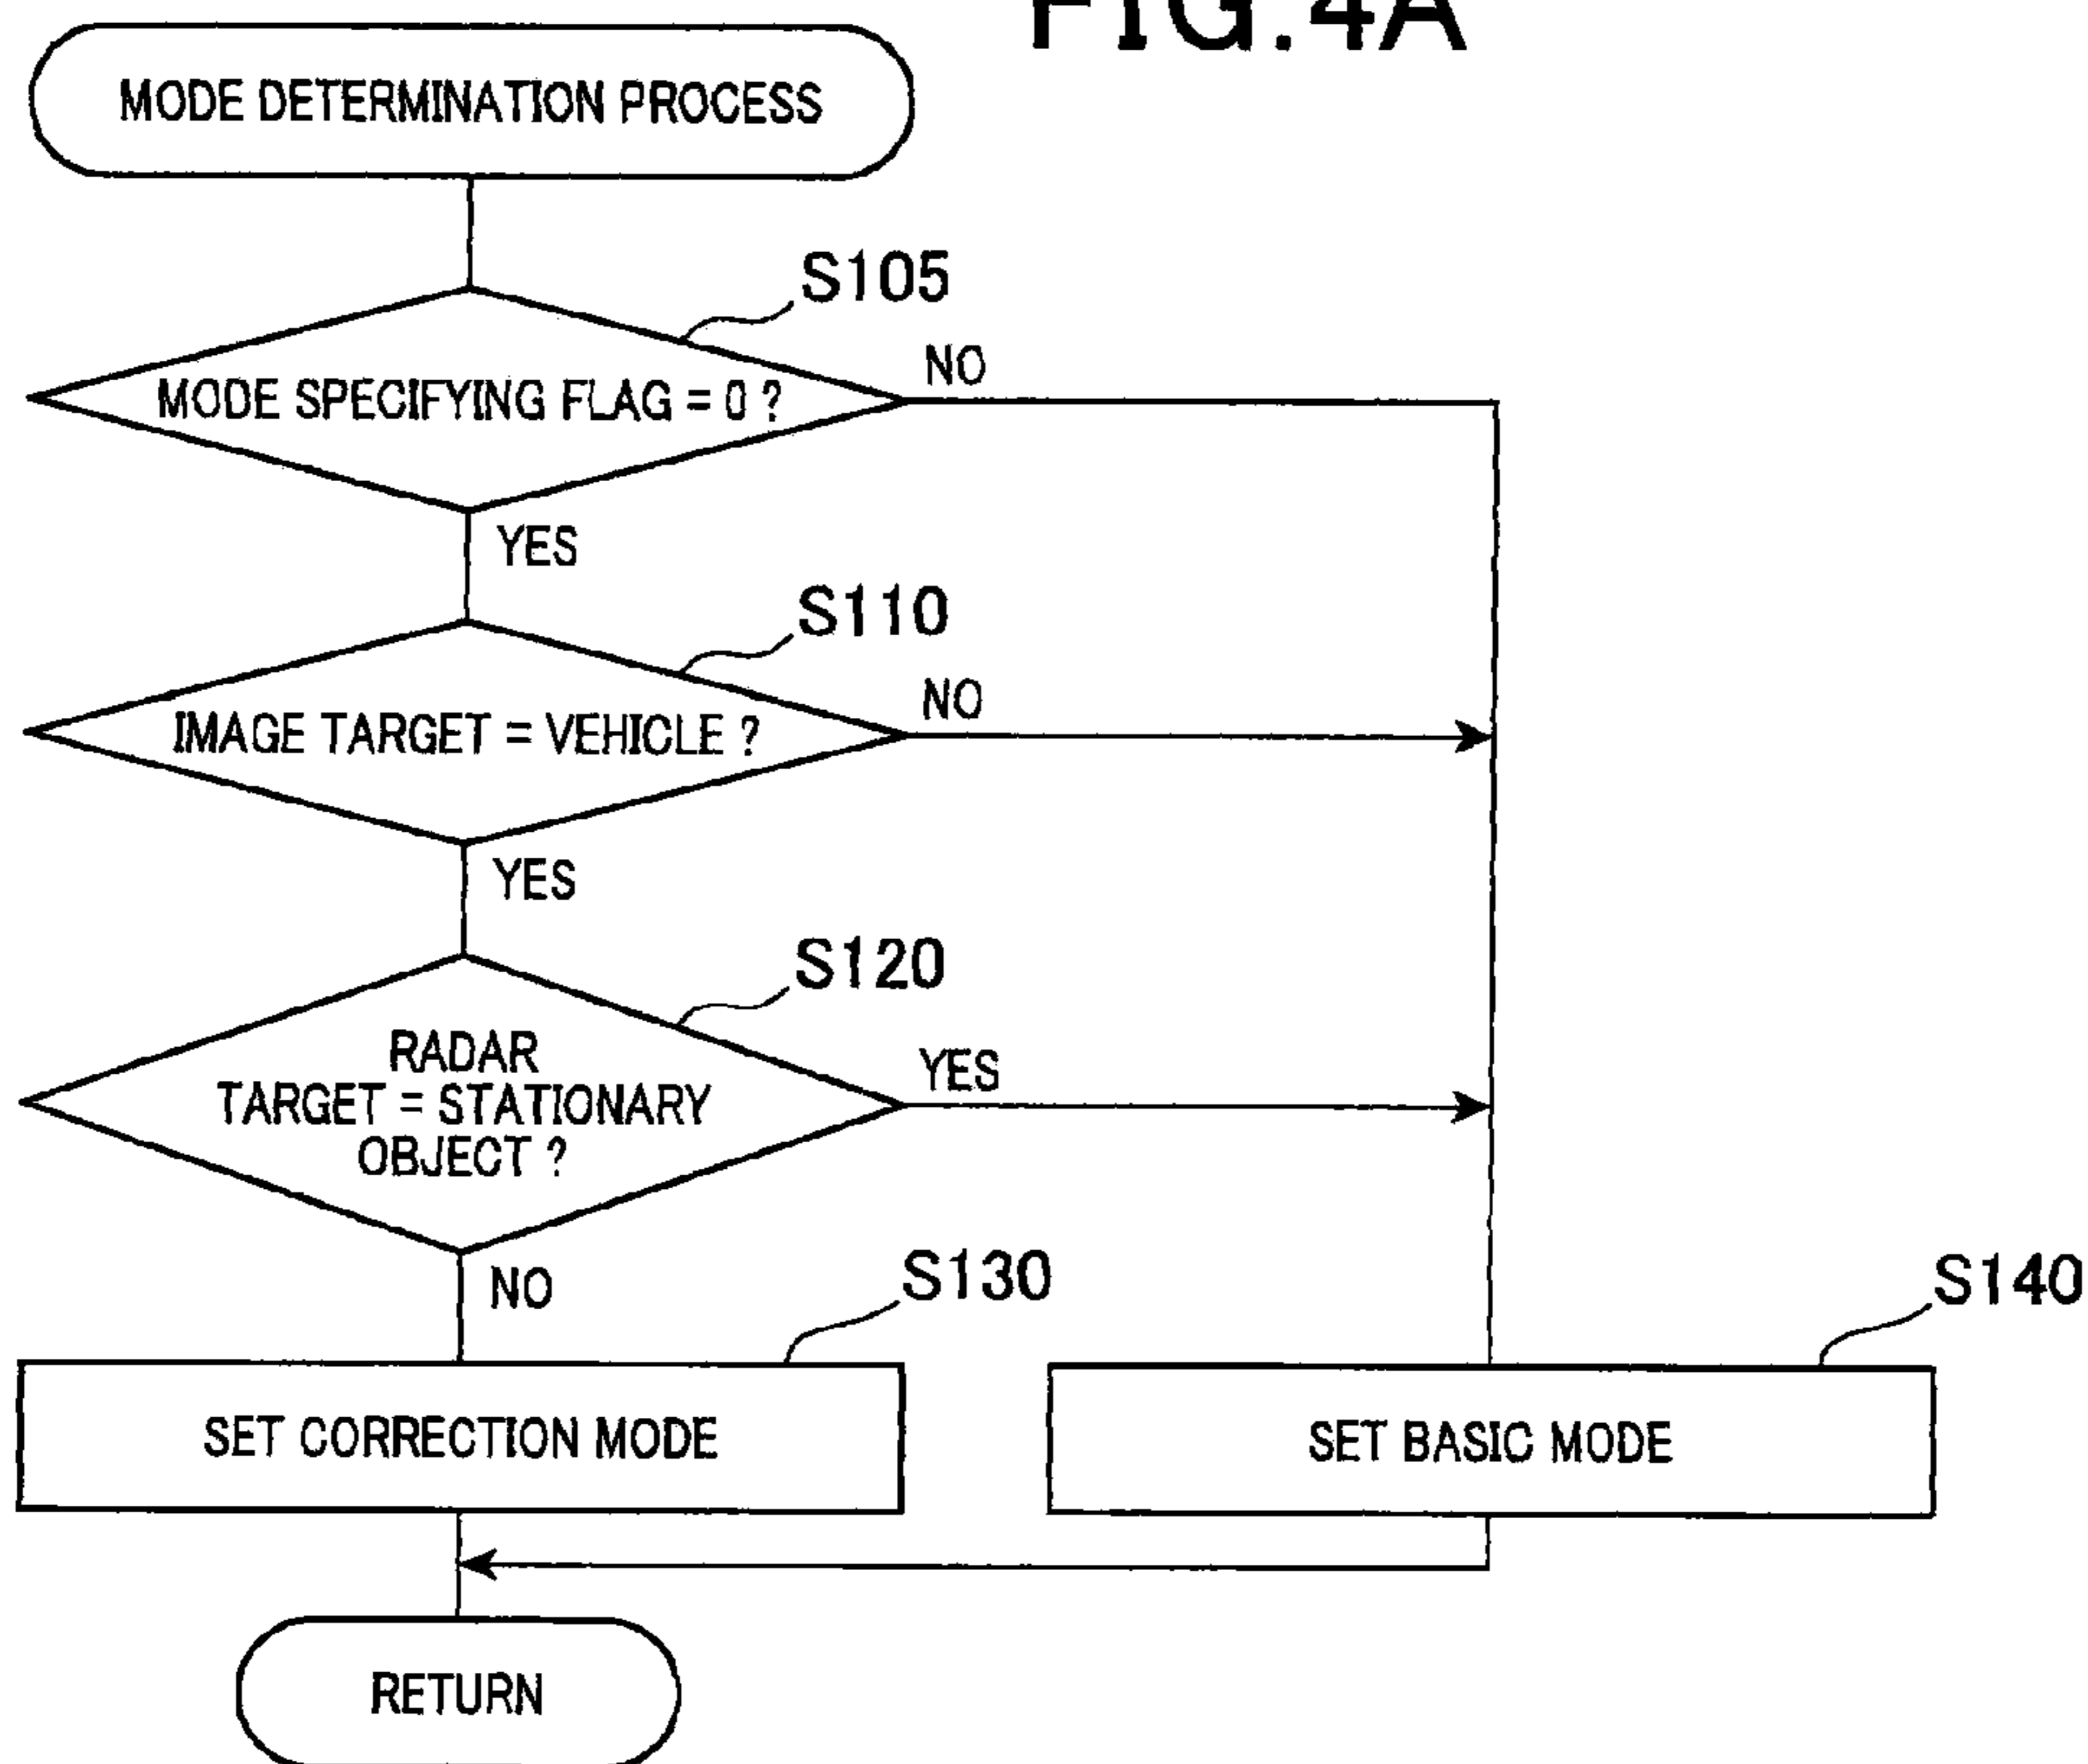 FIG.4A
MODE DETERMINATION PROCESS
S105
MODE SPECIFYING FLAG = 0 ?
NO
YES
S110
IMAGE TARGET = VEHICLE ?
NO
YES
S120
RADAR
TARGET = STATIONARY
OBJECT ?
YES
NO
S130
SET CORRECTION MODE
S140
SET BASIC MODE
RETURN